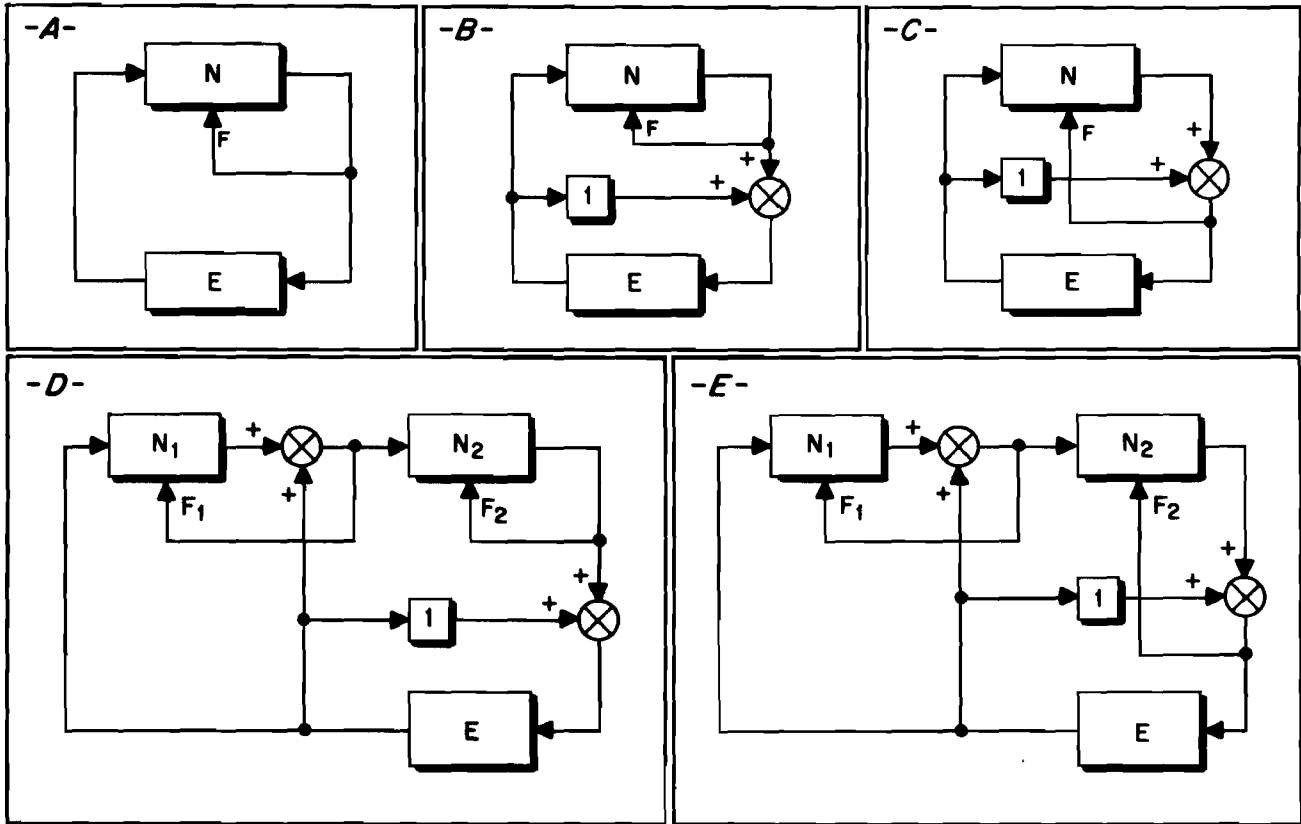 -A-
N
F
E
-B-
N
F
+
+
1
E
-C-
N
F
+
+
1
E
-D-
N1
+
N2
+
F1
F2
+
+
1
E
-E-
N1
+
N2
+
F1
F2
+
+
1
E